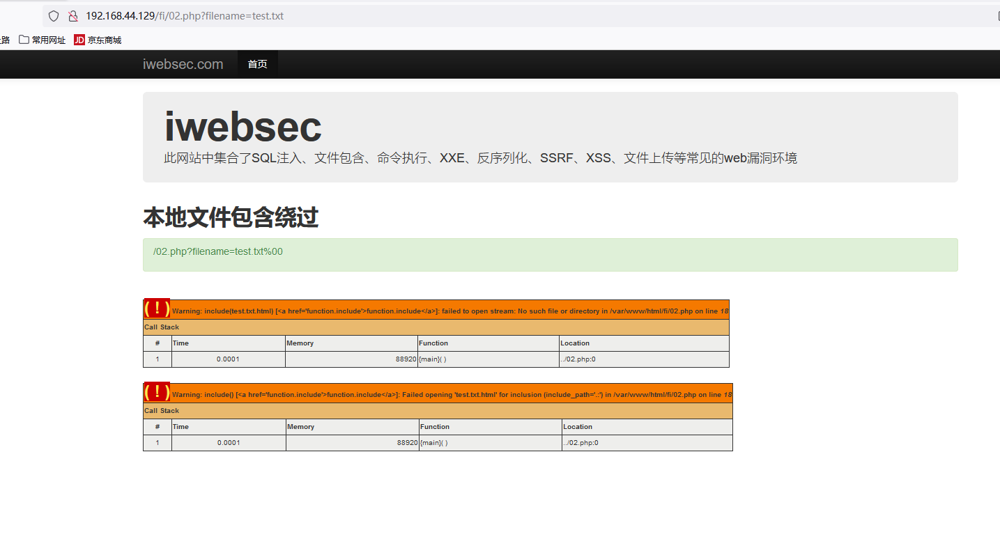 192.168.44.129/fi/02.php?filename=test.txt
路 常用网址 JD 京东商城
iwebsec.com 首页
iwebsec
此网站中集合了SQL注入、文件包含、命令执行、XXE、反序列化、SSRF、XSS、文件上传等常见的web漏洞环境
本地文件包含绕过
/02.php?filename=test.txt%00
( ! ) Warning: include(test.txt.html) [<a href='function.include'>function.include</a>]: failed to open stream: No such file or directory in /var/www/html/fi/02.php on line 18
Call Stack
# Time Memory Function Location
1 0.0001 88920 {main}( ) ../02.php:0
( ! ) Warning: include() [<a href='function.include'>function.include</a>]: Failed opening 'test.txt.html' for inclusion (include_path='.:') in /var/www/html/fi/02.php on line 18
Call Stack
# Time Memory Function Location
1 0.0001 88920 {main}( ) ../02.php:0